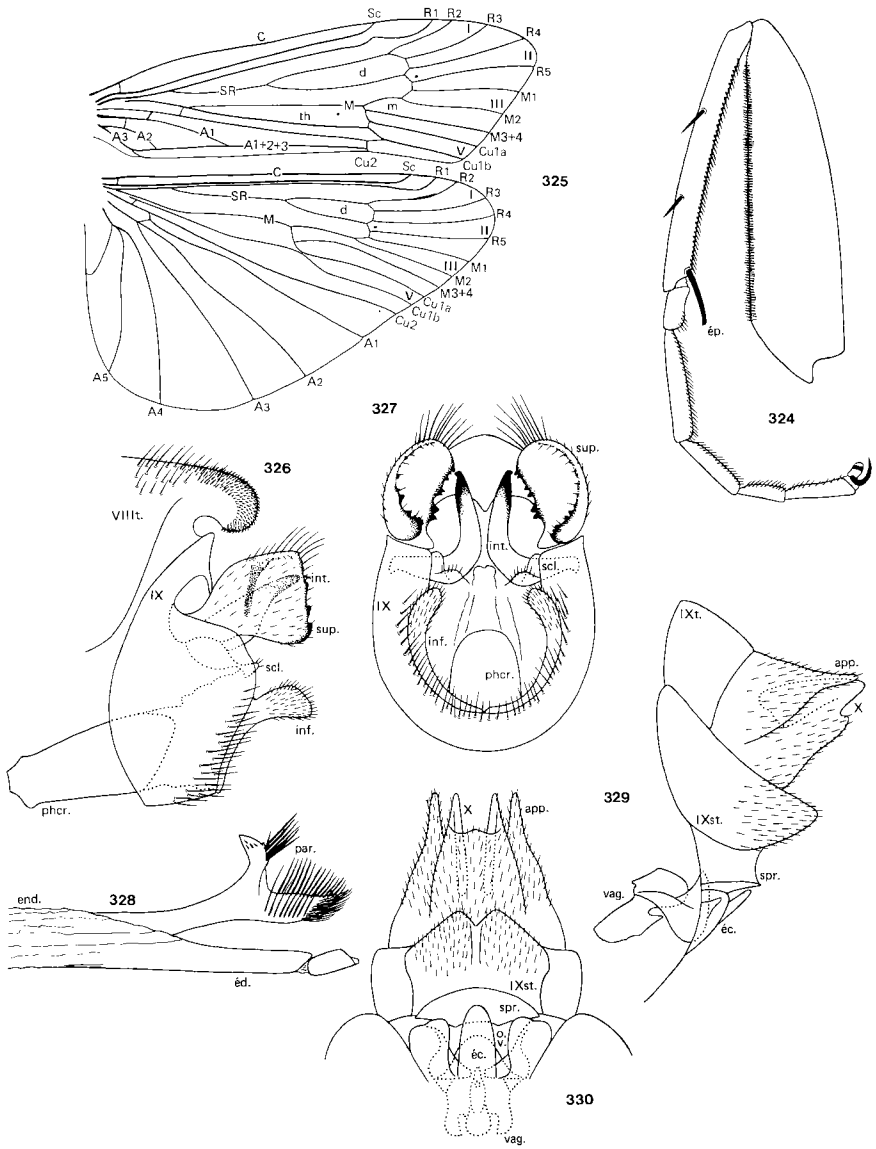 C
Sc
R1
R2
R3
R4
R5
I
II
d
SR
M
m
III
M1
M2
M3+4
Cu1a
Cu1b
V
th
A3
A2
A1
A1+2+3
Cu2
325
C
Sc
R1
R2
R3
R4
R5
I
II
SR
d
M
III
M1
M2
M3+4
V
Cu1a
Cu1b
Cu2
A1
A2
A3
A4
A5
ép.
324
326
VIIIt.
IX
int.
sup.
scl.
inf.
phcr.
327
sup.
int.
scl.
IX
inf.
phcr.
328
end.
par.
éd.
329
IXt.
app.
X
IXst.
spr.
vag.
éc.
X
app.
IXst.
spr.
o.v.
éc.
vag.
330